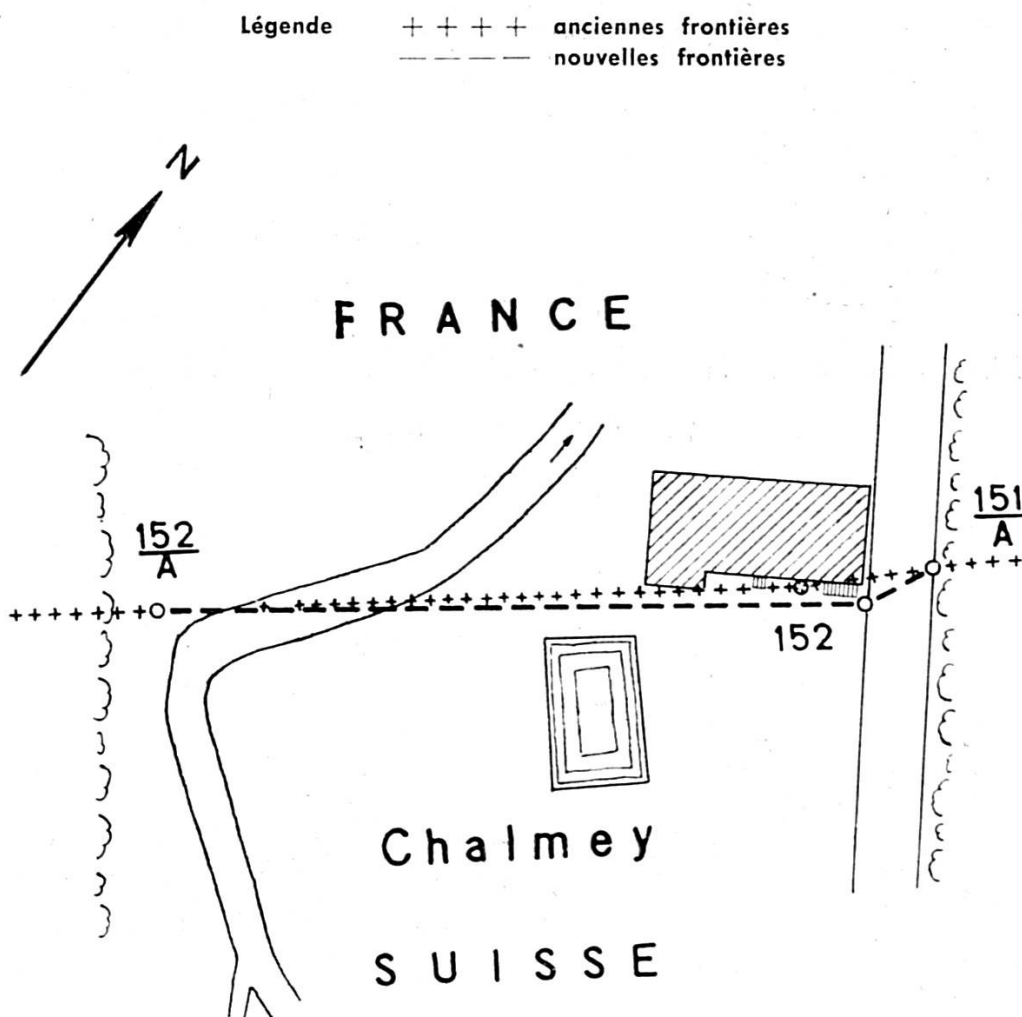 Légende + + + + anciennes frontières
— — — — nouvelles frontières
N
FRANCE
152
A
151
A
152
Chalmey
SUISSE